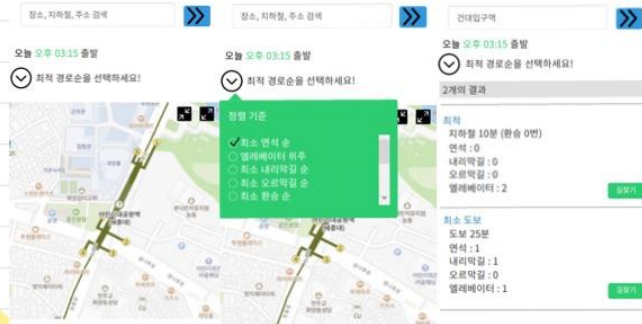 장소, 지하철, 주소 검색
오늘 오후 03:15 출발
최적 경로순을 선택하세요!
장소, 지하철, 주소 검색
오늘 오후 03:15 출발
최적 경로순을 선택하세요!
정렬 기준
최소 연석 순
엘레베이터 위주
최소 내리막길 순
최소 오르막길 순
최소 환승 순
건대입구역
오늘 오후 03:15 출발
최적 경로순을 선택하세요!
2개의 결과
최적
지하철 10분 (환승 0번)
연석 : 0
내리막길 : 0
오르막길 : 0
엘레베이터 : 2
길찾기
최소 도보
도보 25분
연석 : 1
내리막길 : 1
오르막길 : 0
엘레베이터 : 1
길찾기